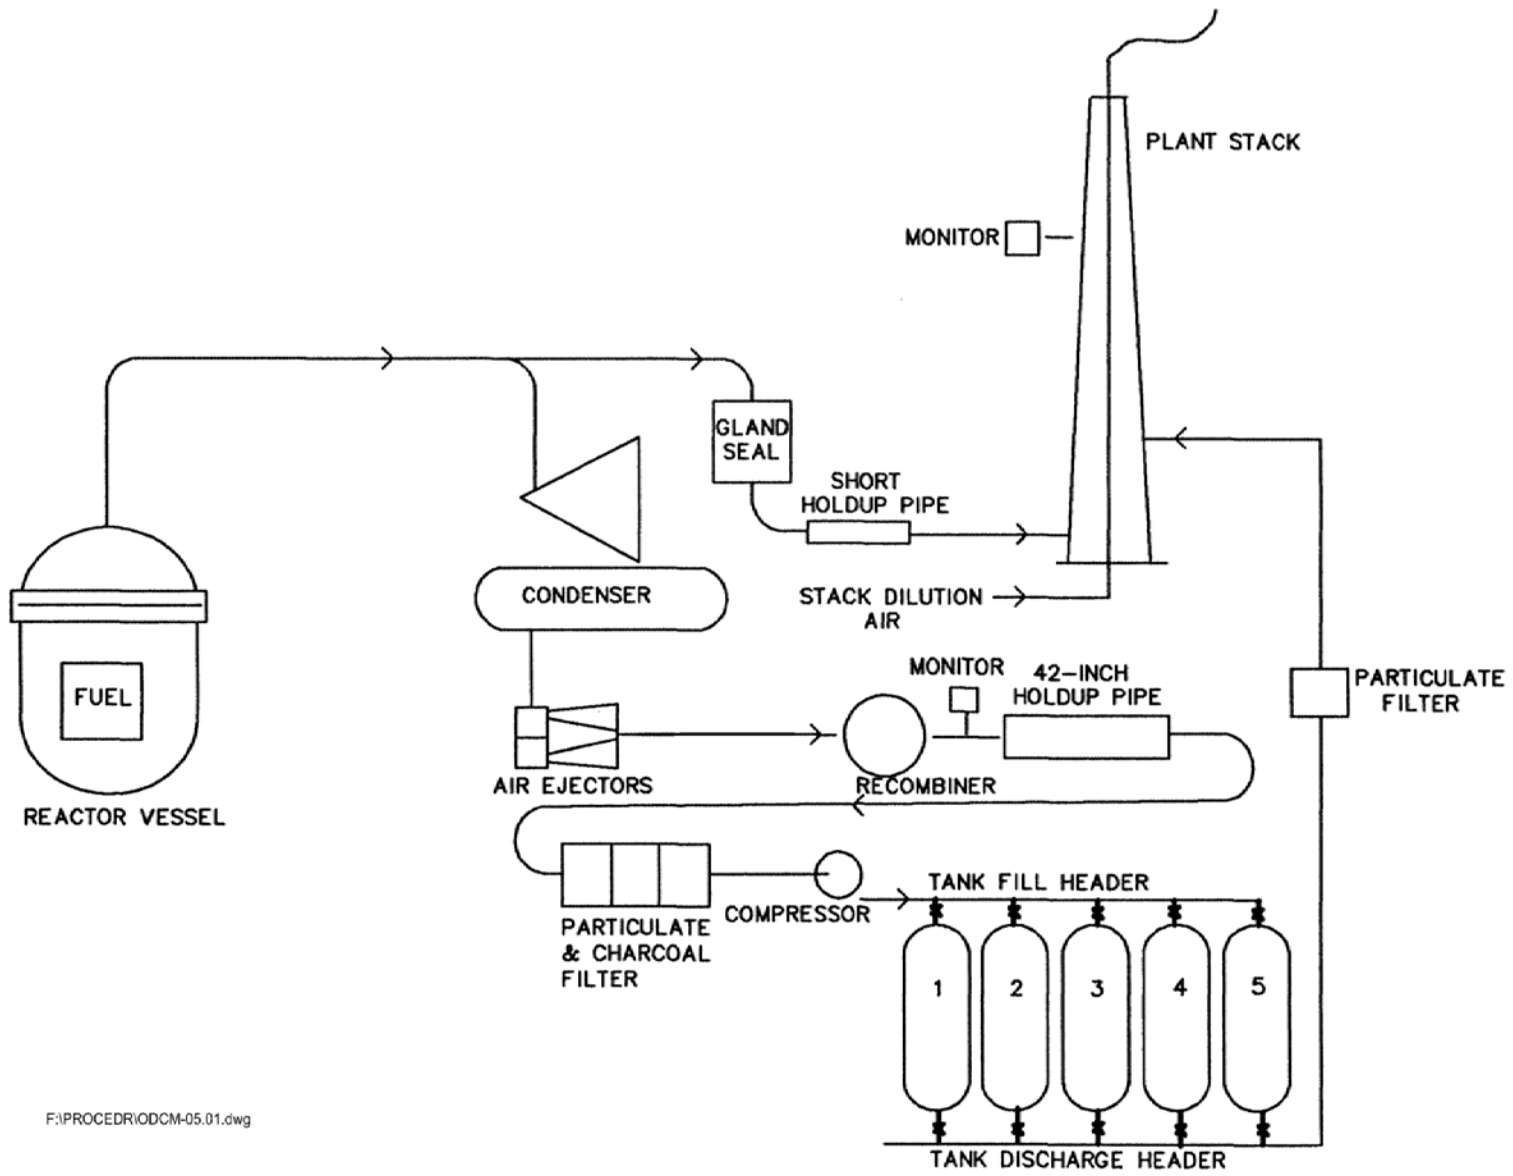 PLANT STACK
MONITOR
GLAND
SEAL
SHORT
HOLDUP PIPE
CONDENSER
STACK DILUTION
AIR
FUEL
REACTOR VESSEL
MONITOR
42-INCH
HOLDUP PIPE
PARTICULATE
FILTER
AIR EJECTORS
RECOMBINER
TANK FILL HEADER
COMPRESSOR
PARTICULATE
& CHARCOAL
FILTER
1
2
3
4
5
F:\PROCEDR\ODCM-05.01.dwg
TANK DISCHARGE HEADER